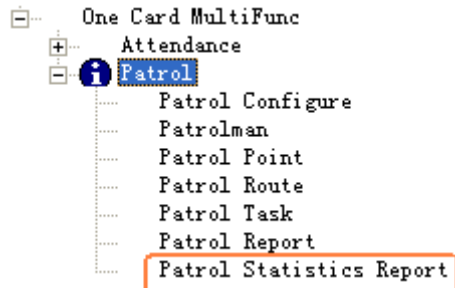 One Card MultiFunc
Attendance
Patrol
Patrol Configure
Patrolman
Patrol Point
Patrol Route
Patrol Task
Patrol Report
Patrol Statistics Report